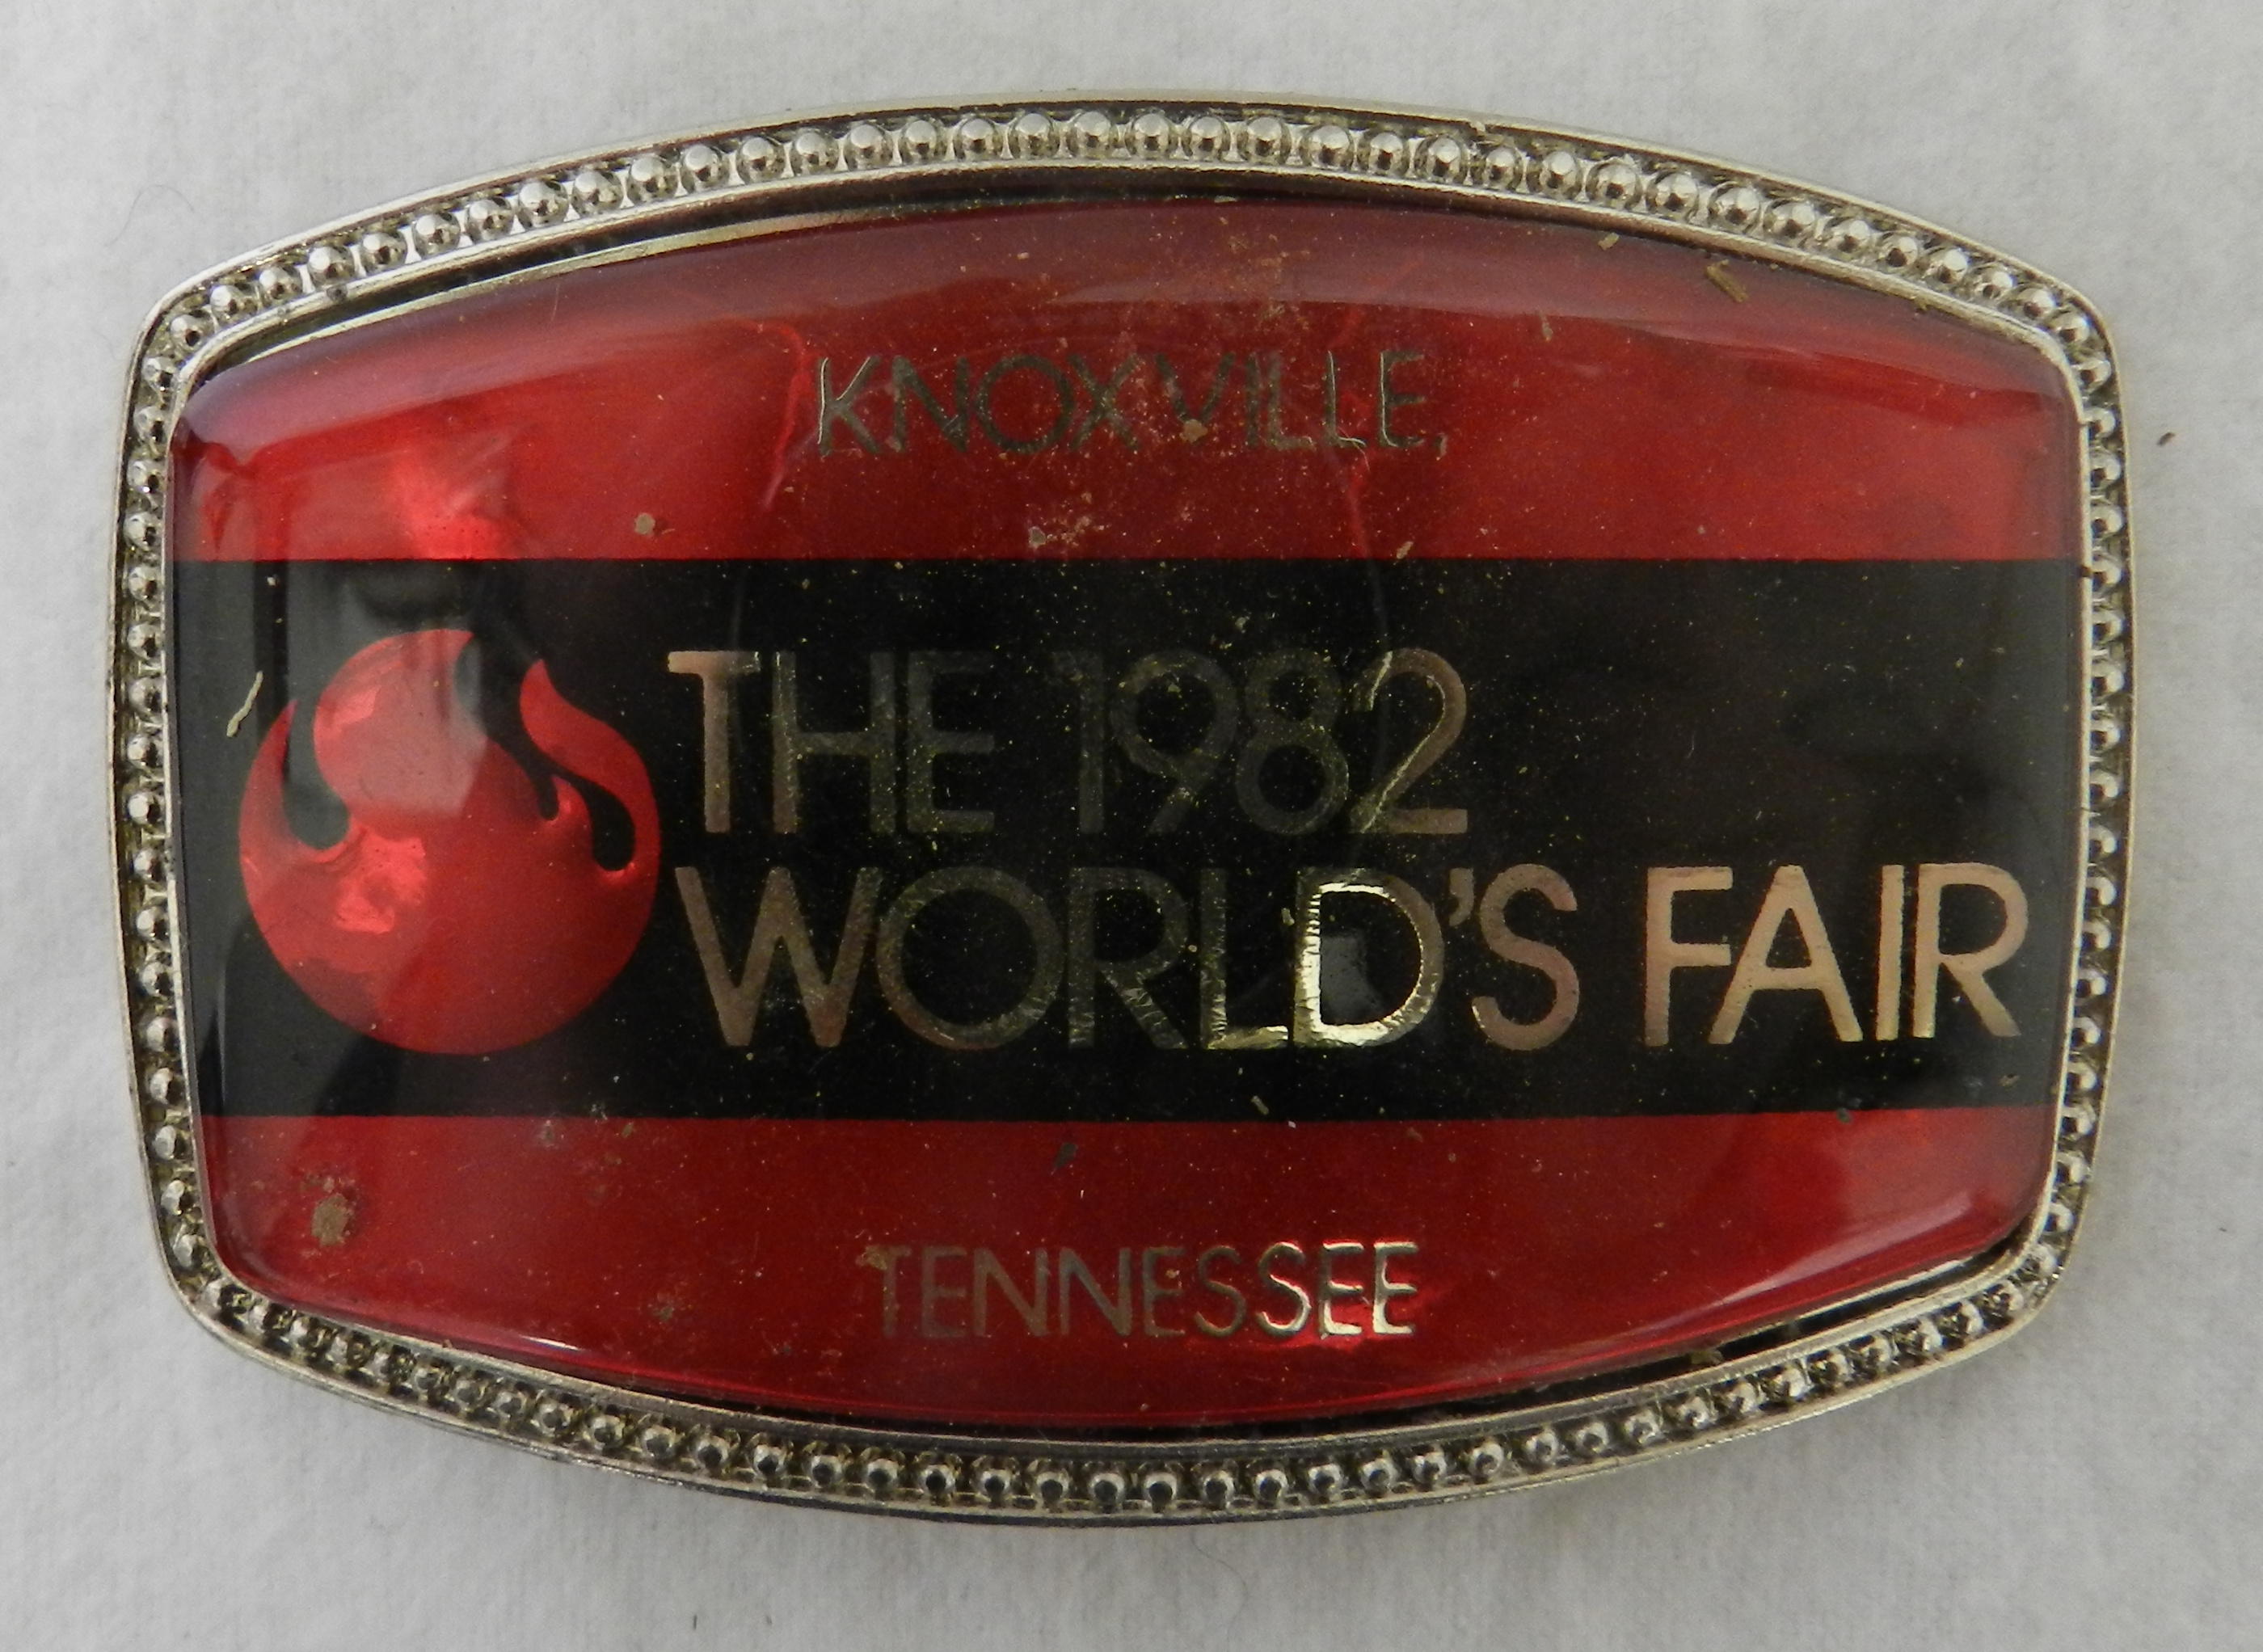 KNOXVILLE,
THE 1982
WORLD'S FAIR
TENNESSEE